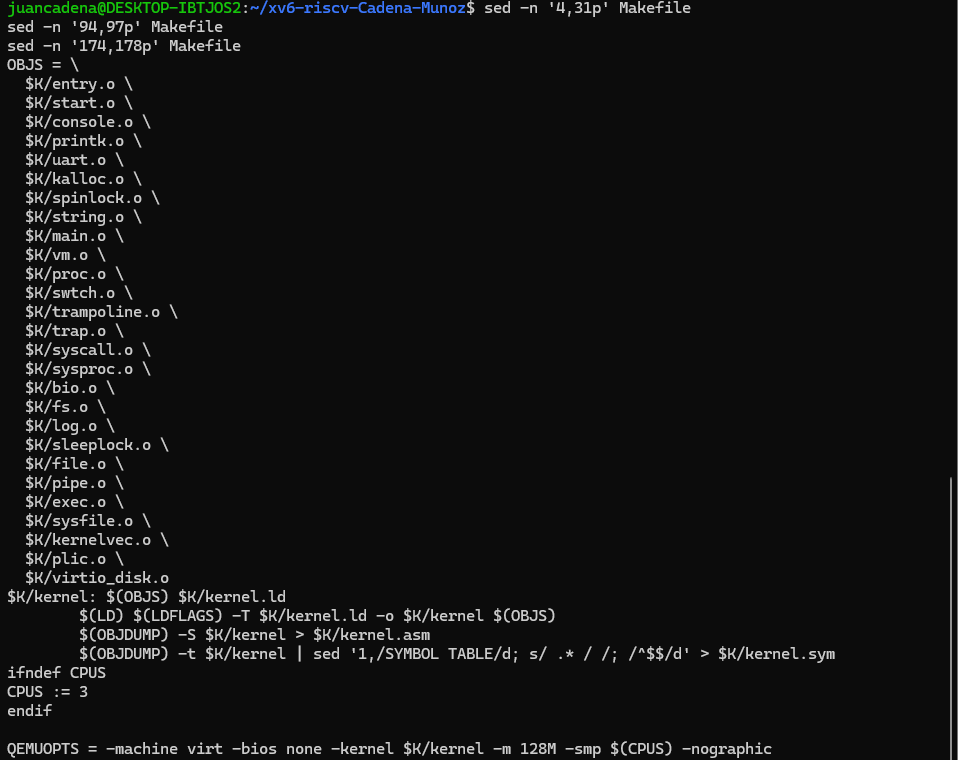 juancadena@DESKTOP-IBTJOS2:~/xv6-riscv-Cadena-Munoz$ sed -n '4,31p' Makefile
sed -n '94,97p' Makefile
sed -n '174,178p' Makefile
OBJS = \
  $K/entry.o \
  $K/start.o \
  $K/console.o \
  $K/printk.o \
  $K/uart.o \
  $K/kalloc.o \
  $K/spinlock.o \
  $K/string.o \
  $K/main.o \
  $K/vm.o \
  $K/proc.o \
  $K/swtch.o \
  $K/trampoline.o \
  $K/trap.o \
  $K/syscall.o \
  $K/sysproc.o \
  $K/bio.o \
  $K/fs.o \
  $K/log.o \
  $K/sleeplock.o \
  $K/file.o \
  $K/pipe.o \
  $K/exec.o \
  $K/sysfile.o \
  $K/kernelvec.o \
  $K/plic.o \
  $K/virtio_disk.o
$K/kernel: $(OBJS) $K/kernel.ld
        $(LD) $(LDFLAGS) -T $K/kernel.ld -o $K/kernel $(OBJS)
        $(OBJDUMP) -S $K/kernel > $K/kernel.asm
        $(OBJDUMP) -t $K/kernel | sed '1,/SYMBOL TABLE/d; s/ .* / /; /^$$/d' > $K/kernel.sym
ifndef CPUS
CPUS := 3
endif

QEMUOPTS = -machine virt -bios none -kernel $K/kernel -m 128M -smp $(CPUS) -nographic